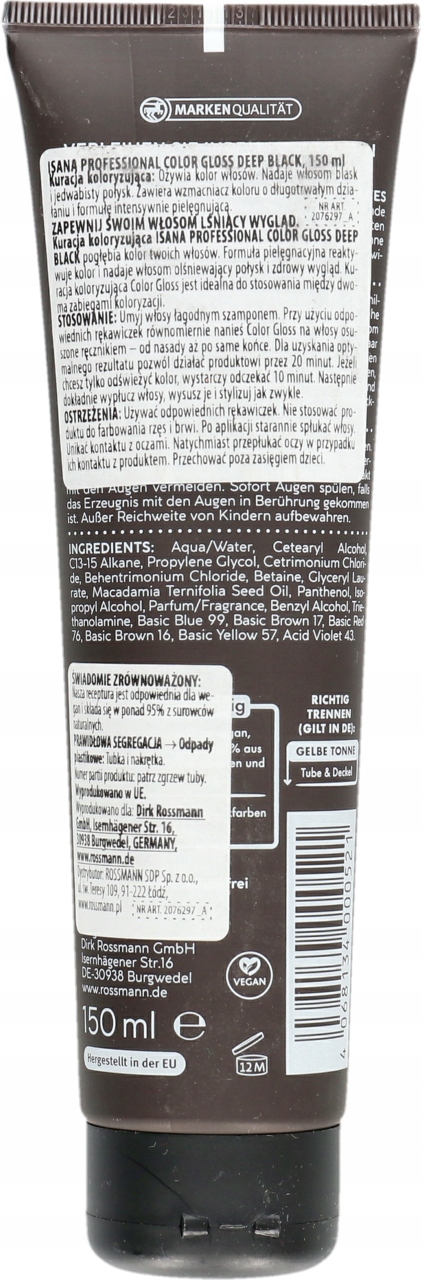 MARKENQUALITÄT
ISANA PROFESSIONAL COLOR GLOSS DEEP BLACK, 150 ml
Kuracja koloryzująca: Ożywia kolor włosów. Nadaje włosom blask
i jedwabisty połysk. Zawiera wzmacniacz koloru o długotrwałym dzia-
łaniu i formułę intensywnie pielęgnującą.
NR ART.
2076297_A
ZAPEWNIJ SWOIM WŁOSOM LŚNIĄCY WYGLĄD.
Kuracja koloryzująca ISANA PROFESSIONAL COLOR GLOSS DEEP
BLACK pogłębia kolor twoich włosów. Formuła pielęgnacyjna reakty-
wuje kolor i nadaje włosom olśniewający połysk i zdrowy wygląd. Ku-
racja koloryzująca Color Gloss jest idealna do stosowania między dwo-
ma zabiegami koloryzacji.
STOSOWANIE: Umyj włosy łagodnym szamponem. Przy użyciu odpo-
wiednich rękawiczek równomiernie nanieś Color Gloss na włosy osu-
szone ręcznikiem – od nasady aż po same końce. Dla uzyskania opty-
malnego rezultatu pozwól działać produktowi przez 20 minut. Jeżeli
chcesz tylko odświeżyć kolor, wystarczy odczekać 10 minut. Następnie
dokładnie wypłucz włosy, wysusz je i stylizuj jak zwykle.
OSTRZEŻENIA: Używać odpowiednich rękawiczek. Nie stosować pro-
duktu do farbowania rzęs i brwi. Po aplikacji starannie spłukać włosy.
Unikać kontaktu z oczami. Natychmiast przepłukać oczy w przypadku
ich kontaktu z produktem. Przechować poza zasięgiem dzieci.
mit den Augen vermeiden. Sofort Augen spülen, falls
das Erzeugnis mit den Augen in Berührung gekommen
ist. Außer Reichweite von Kindern aufbewahren.
INGREDIENTS: Aqua/Water, Cetearyl Alcohol,
C13-15 Alkane, Propylene Glycol, Cetrimonium Chlori-
de, Behentrimonium Chloride, Betaine, Glyceryl Lau-
rate, Macadamia Ternifolia Seed Oil, Panthenol, Iso-
propyl Alcohol, Parfum/Fragrance, Benzyl Alcohol, Trie-
thanolamine, Basic Blue 99, Basic Brown 17, Basic Red
76, Basic Brown 16, Basic Yellow 57, Acid Violet 43.
ŚWIADOMIE ZRÓWNOWAŻONY:
Nasza receptura jest odpowiednia dla we-
gan i składa się w ponad 95% z surowców
naturalnych.
PRAWIDŁOWA SEGREGACJA → Odpady
plastikowe: Tubka i nakrętka.
Numer partii produktu: patrz zgrzew tuby.
Wyprodukowano w UE.
Wyprodukowano dla: Dirk Rossmann
GmbH, Isernhägener Str. 16,
30938 Burgwedel, GERMANY,
www.rossmann.de
Dystrybutor: ROSSMANN SDP Sp. z o.o.,
ul. św. Teresy 109, 91-222 Łódź,
www.rossmann.pl
NR ART. 2076297_A
RICHTIG
TRENNEN
(GILT IN DE):
GELBE TONNE
Tube & Deckel
Dirk Rossmann GmbH
Isernhägener Str.16
DE-30938 Burgwedel
www.rossmann.de
VEGAN
150 ml e
Hergestellt in der EU
12 M
4 068134 000521